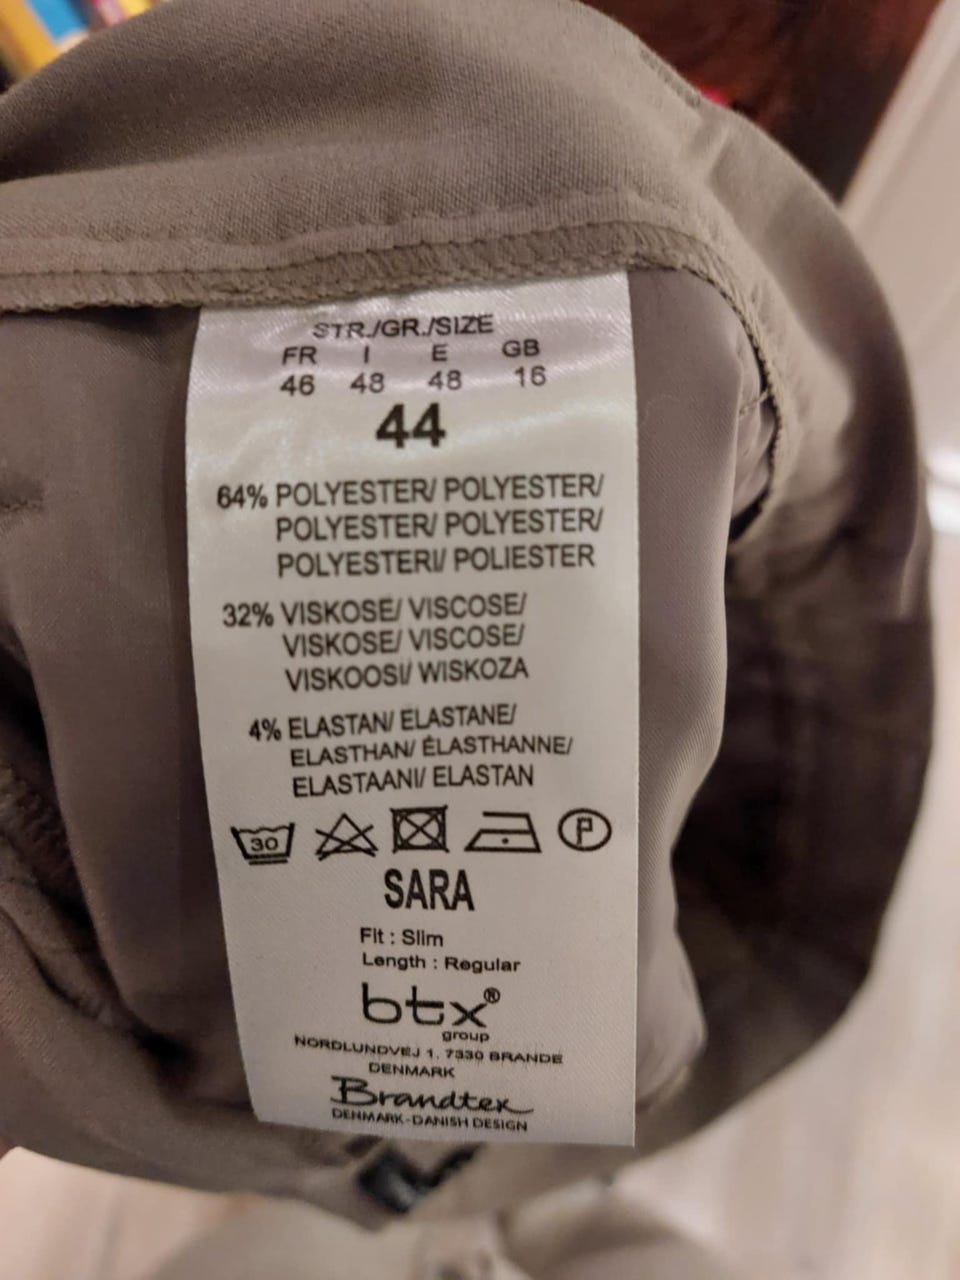 STR./GR./SIZE
FR I E GB
46 48 48 16
44
64% POLYESTER/ POLYESTER/
POLYESTER/ POLYESTER/
POLYESTERI/ POLIESTER
32% VISKOSE/ VISCOSE/
VISKOSE/ VISCOSE/
VISKOOSI/ WISKOZA
4% ELASTAN/ ELASTANE/
ELASTHAN/ ÉLASTHANNE/
ELASTAANI/ ELASTAN
30 P
SARA
Fit : Slim
Length : Regular
btx®
group
NORDLUNDVEJ 1, 7330 BRANDE
DENMARK
Brandtex
DENMARK-DANISH DESIGN